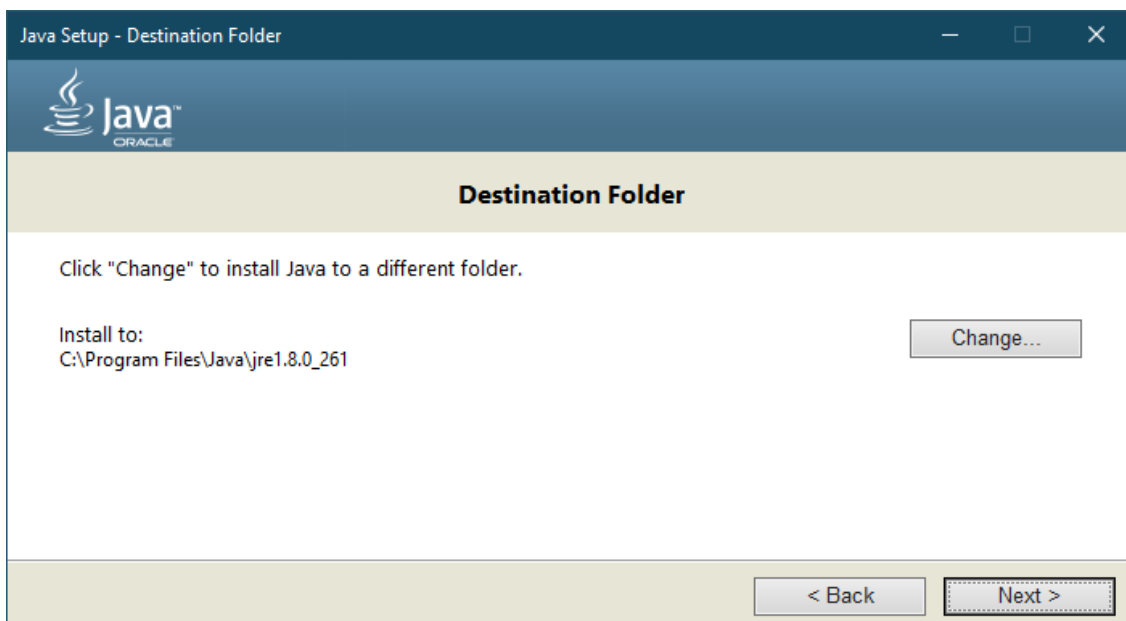 Java Setup - Destination Folder
Java™
ORACLE
Destination Folder
Click "Change" to install Java to a different folder.
Install to:
Change...
C:\Program Files\Java\jre1.8.0_261
< Back
Next >